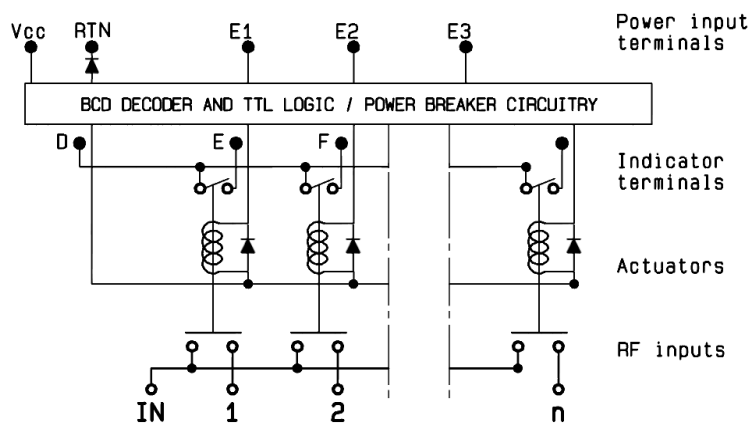 Vcc RTN E1 E2 E3 Power input
terminals
BCD DECODER AND TTL LOGIC / POWER BREAKER CIRCUITRY
D E F Indicator
terminals
Actuators
RF inputs
IN 1 2 n